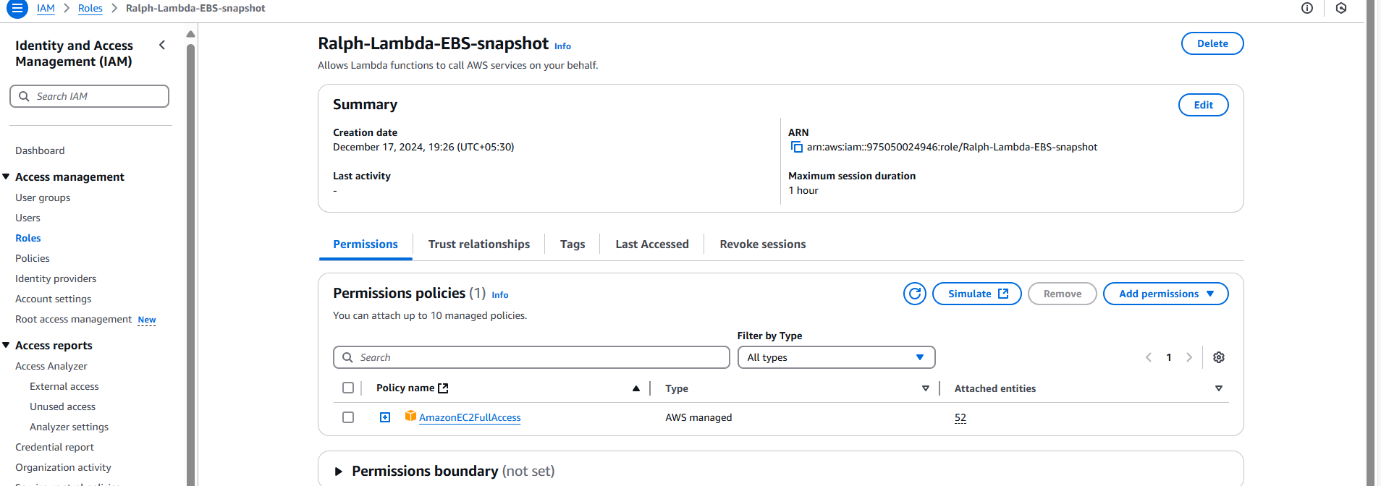 IAM > Roles > Ralph-Lambda-EBS-snapshot
Identity and Access
Management (IAM)
Search IAM
Dashboard
Access management
User groups
Users
Roles
Policies
Identity providers
Account settings
Root access management New
Access reports
Access Analyzer
External access
Unused access
Analyzer settings
Credential report
Organization activity
Ralph-Lambda-EBS-snapshot Info
Delete
Allows Lambda functions to call AWS services on your behalf.
Summary
Edit
Creation date
December 17, 2024, 19:26 (UTC+05:30)
ARN
arn:aws:iam::975050024946:role/Ralph-Lambda-EBS-snapshot
Last activity
-
Maximum session duration
1 hour
Permissions
Trust relationships
Tags
Last Accessed
Revoke sessions
Permissions policies (1) Info
Simulate
Remove
Add permissions
You can attach up to 10 managed policies.
Filter by Type
Search
All types
1
Policy name
Type
Attached entities
AmazonEC2FullAccess
AWS managed
52
Permissions boundary (not set)